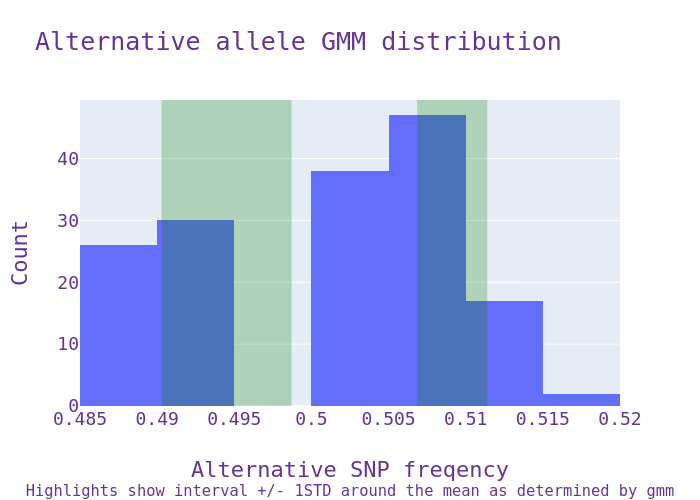 Alternative allele GMM distribution
Count
40
30
20
10
0
0.485 0.49 0.495 0.5 0.505 0.51 0.515 0.52
Alternative SNP freqency
Highlights show interval +/- 1STD around the mean as determined by gmm